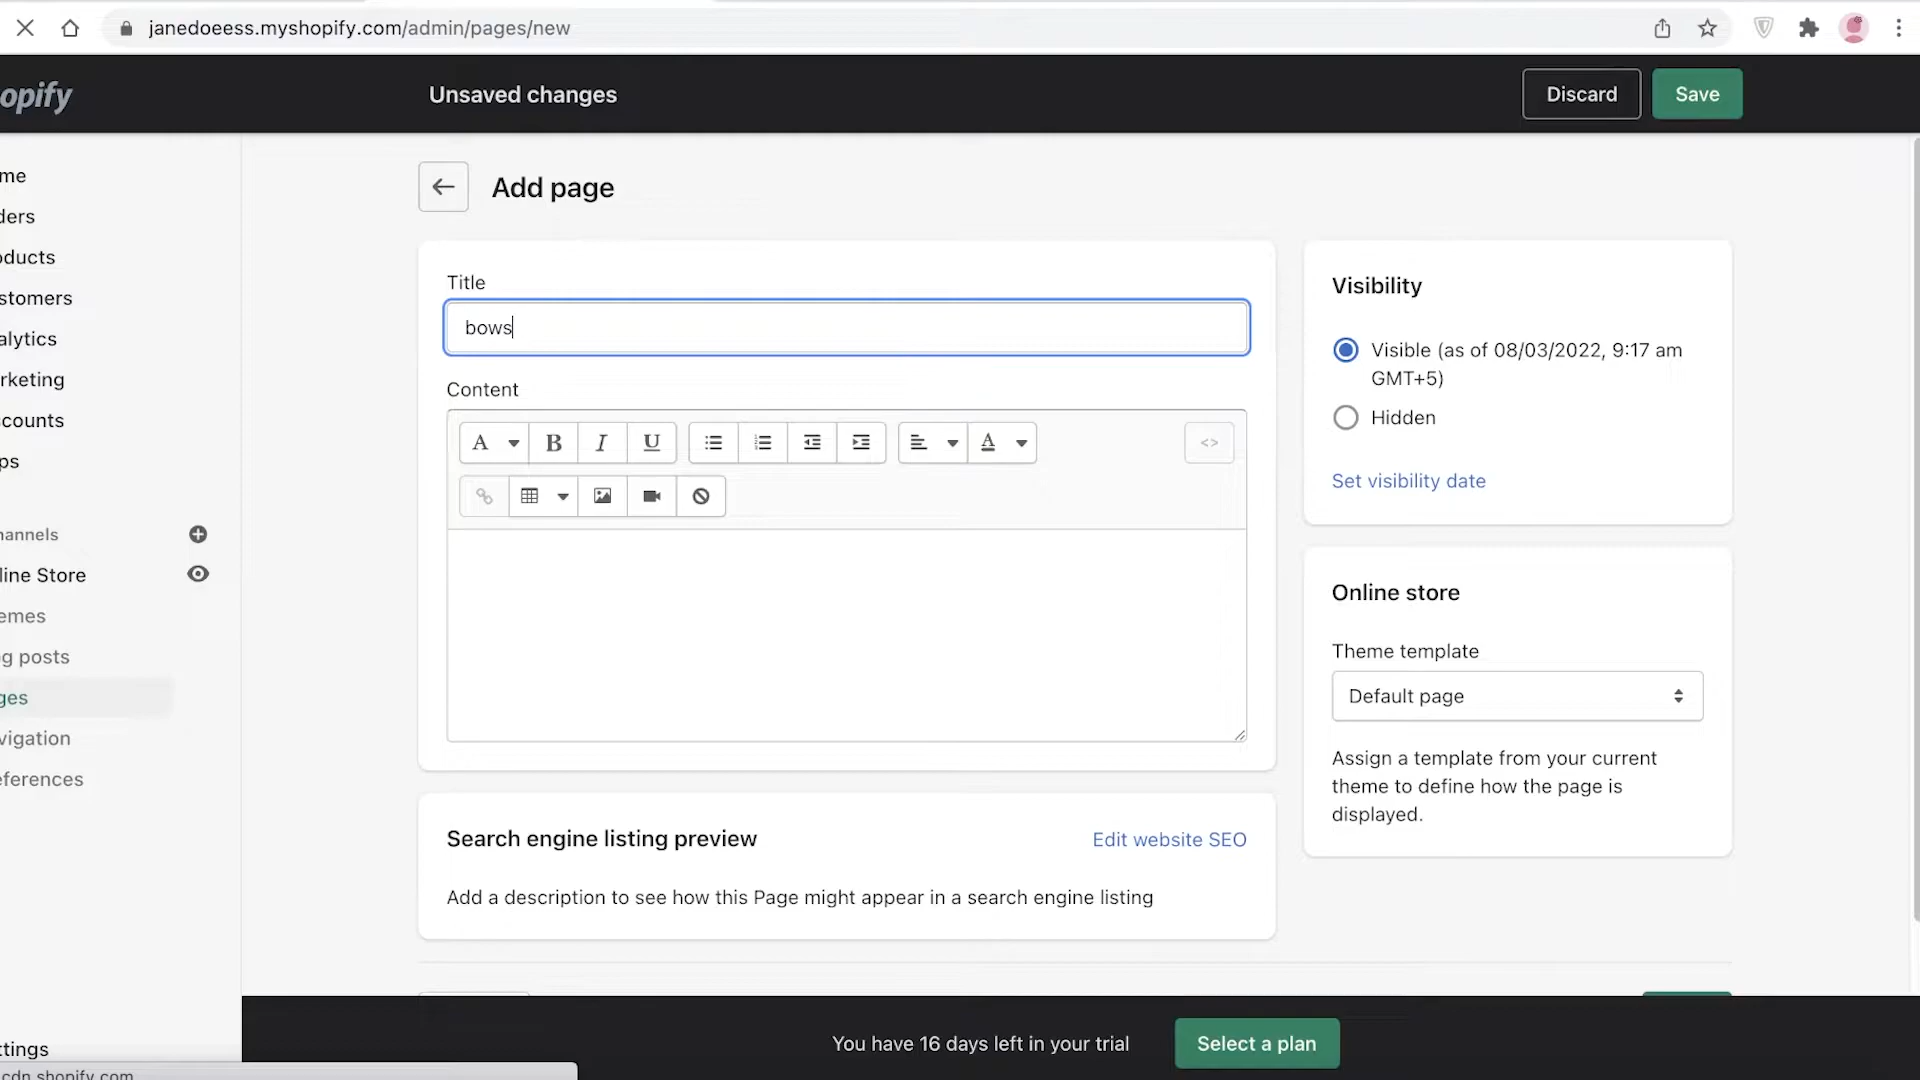 janedoeess.myshopify.com/admin/pages/new
opify
Unsaved changes
Discard
Save
me
ders
oducts
stomers
alytics
rketing
counts
ps
hannels
line Store
emes
g posts
ges
vigation
eferences
ttings
cdn.shopify.com
Add page
Title
bows
Content
A
B
I
U
A
<>
Search engine listing preview
Edit website SEO
Add a description to see how this Page might appear in a search engine listing
Visibility
Visible (as of 08/03/2022, 9:17 am
GMT+5)
Hidden
Set visibility date
Online store
Theme template
Default page
Assign a template from your current
theme to define how the page is
displayed.
You have 16 days left in your trial
Select a plan